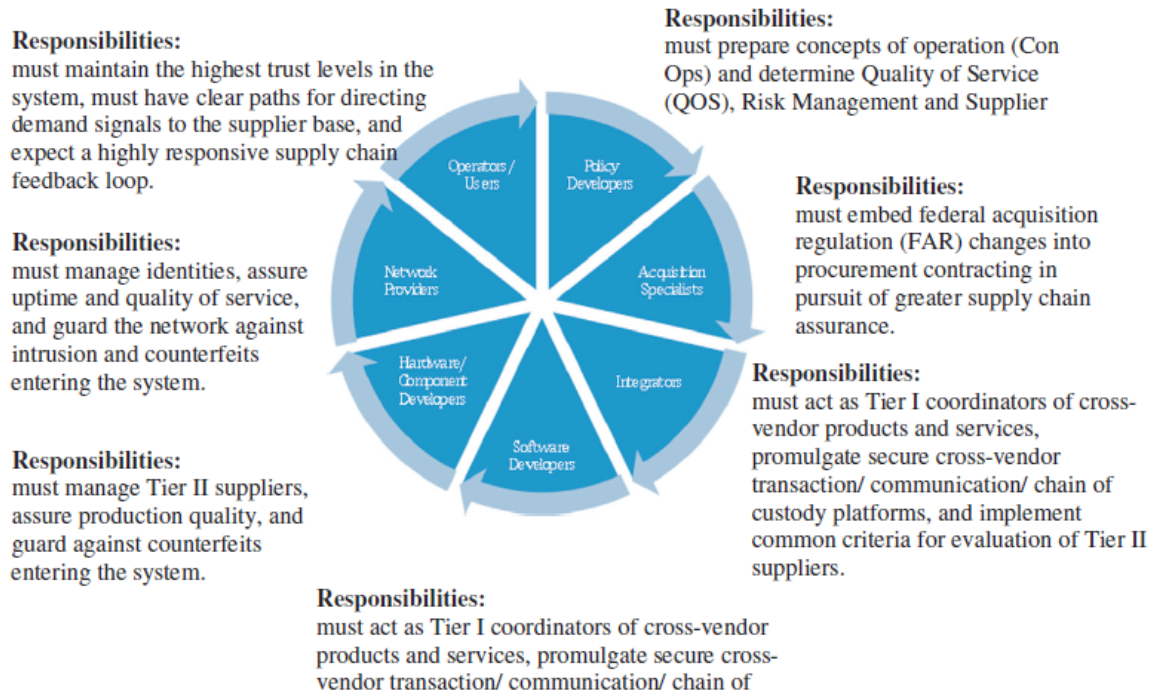 Responsibilities:
must maintain the highest trust levels in the
system, must have clear paths for directing
demand signals to the supplier base, and
expect a highly responsive supply chain
feedback loop.
Responsibilities:
must prepare concepts of operation (Con
Ops) and determine Quality of Service
(QOS), Risk Management and Supplier
Operators/
Users
Policy
Developers
Responsibilities:
must embed federal acquisition
regulation (FAR) changes into
procurement contracting in
pursuit of greater supply chain
assurance.
Responsibilities:
must manage identities, assure
uptime and quality of service,
and guard the network against
intrusion and counterfeits
entering the system.
Network
Providers
Acquisition
Specialists
Hardware/
Component
Developers
Integrators
Software
Developers
Responsibilities:
must act as Tier I coordinators of cross-
vendor products and services,
promulgate secure cross-vendor
transaction/ communication/ chain of
custody platforms, and implement
common criteria for evaluation of Tier II
suppliers.
Responsibilities:
must manage Tier II suppliers,
assure production quality, and
guard against counterfeits
entering the system.
Responsibilities:
must act as Tier I coordinators of cross-vendor
products and services, promulgate secure cross-
vendor transaction/ communication/ chain of